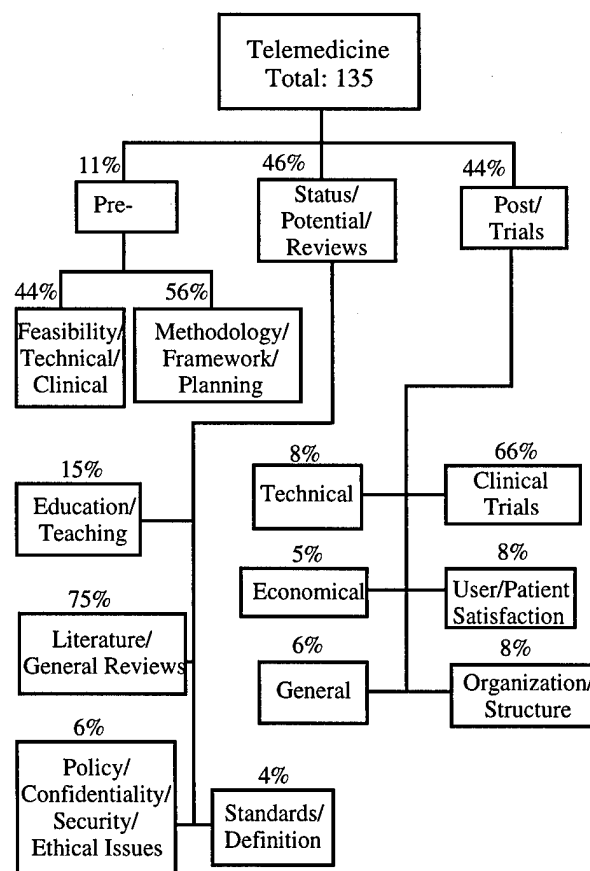 Telemedicine
Total: 135
11%
46%
44%
Pre-
Status/
Potential/
Reviews
Post/
Trials
44%
56%
Feasibility/
Technical/
Clinical
Methodology/
Framework/
Planning
15%
Education/
Teaching
8%
Technical
66%
Clinical
Trials
5%
Economical
8%
User/Patient
Satisfaction
75%
Literature/
General Reviews
6%
General
8%
Organization/
Structure
6%
Policy/
Confidentiality/
Security/
Ethical Issues
4%
Standards/
Definition